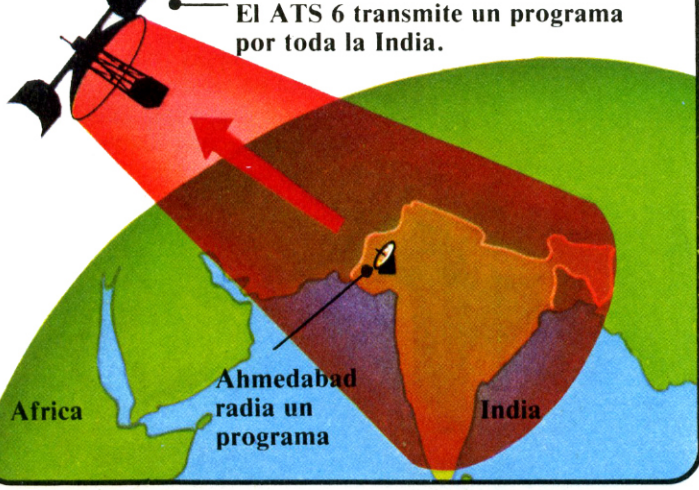 El ATS 6 transmite un programa
por toda la India.
Ahmedabad
radia un
programa
Africa
India